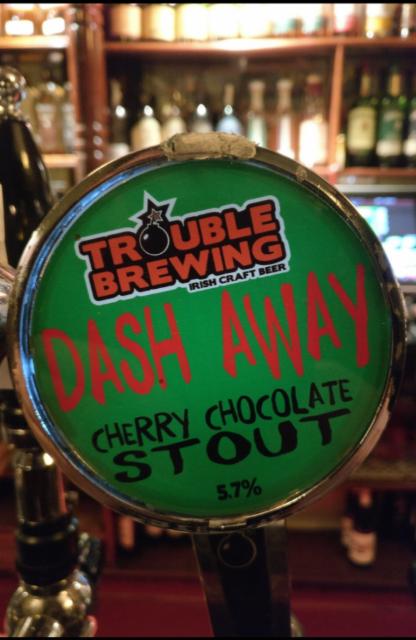 TROUBLE
BREWING
IRISH CRAFT BEER
DASH AWAY
CHERRY CHOCOLATE
STOUT
5.7%